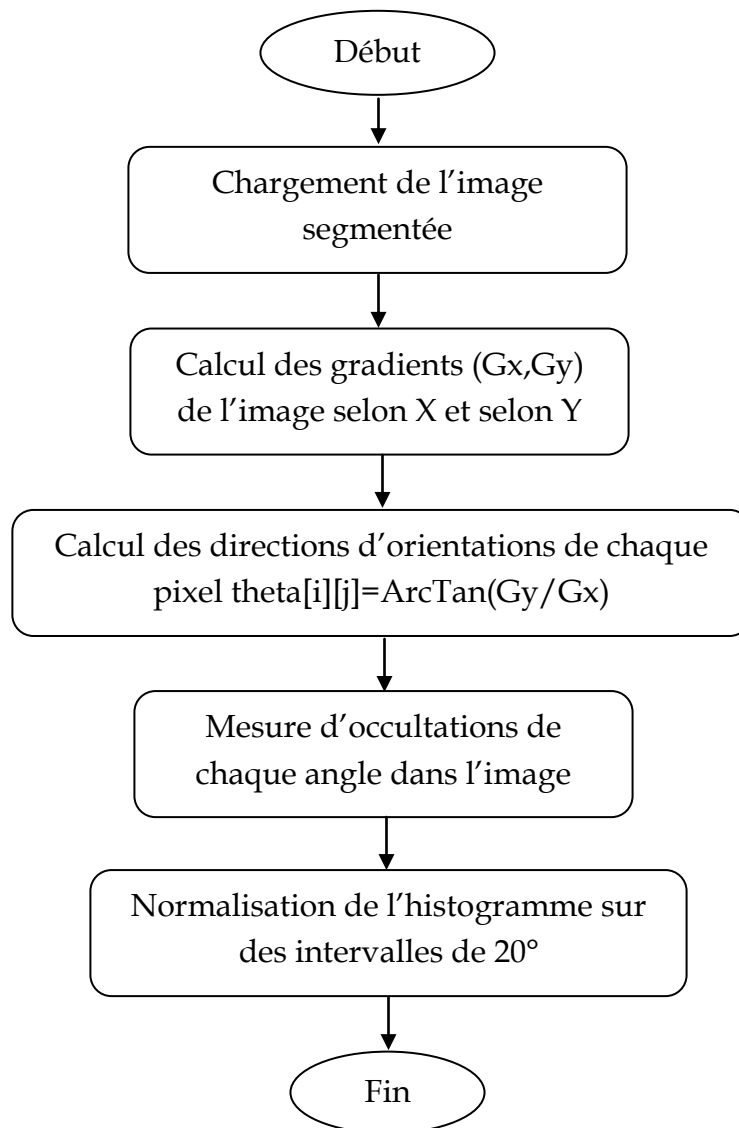 Début
Chargement de l’image
segmentée
Calcul des gradients (Gx,Gy)
de l’image selon X et selon Y
Calcul des directions d’orientations de chaque
pixel theta[i][j]=ArcTan(Gy/Gx)
Mesure d’occultations de
chaque angle dans l’image
Normalisation de l’histogramme sur
des intervalles de 20°
Fin